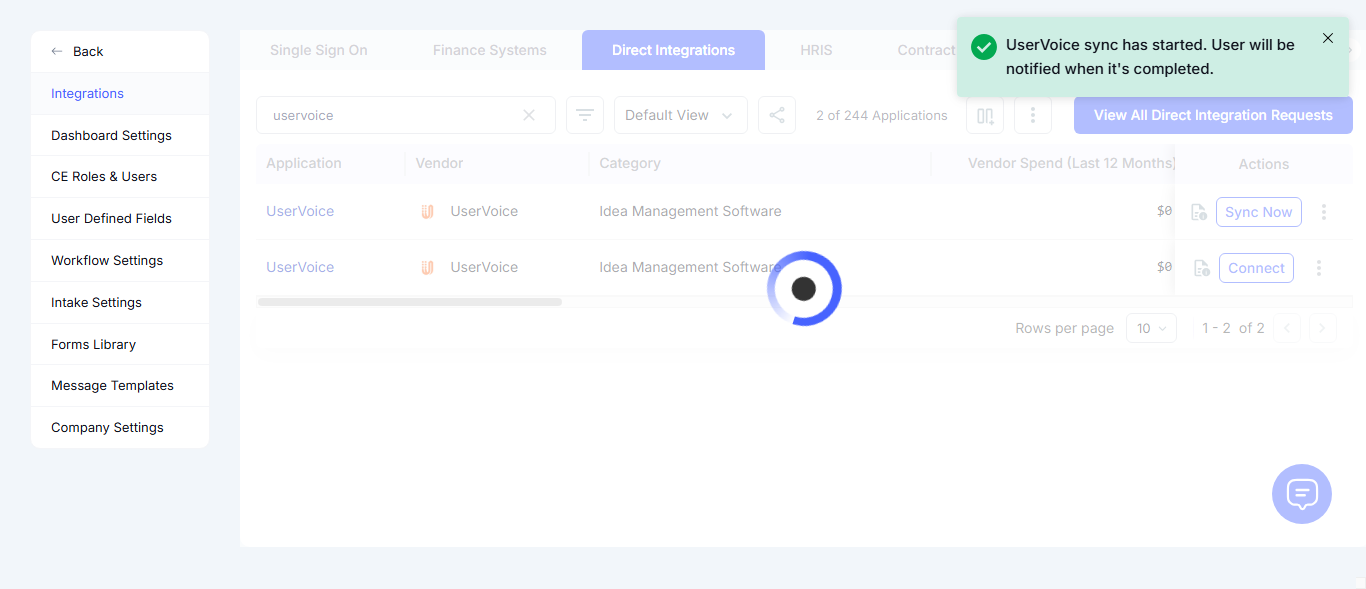 Back
Integrations
Dashboard Settings
CE Roles & Users
User Defined Fields
Workflow Settings
Intake Settings
Forms Library
Message Templates
Company Settings
Single Sign On Finance Systems Direct Integrations HRIS Contract
UserVoice sync has started. User will be
notified when it's completed.
uservoice Default View 2 of 244 Applications View All Direct Integration Requests
Application Vendor Category Vendor Spend (Last 12 Months) Actions
UserVoice UserVoice Idea Management Software $0 Sync Now
UserVoice UserVoice Idea Management Software $0 Connect
Rows per page 10 1 - 2 of 2